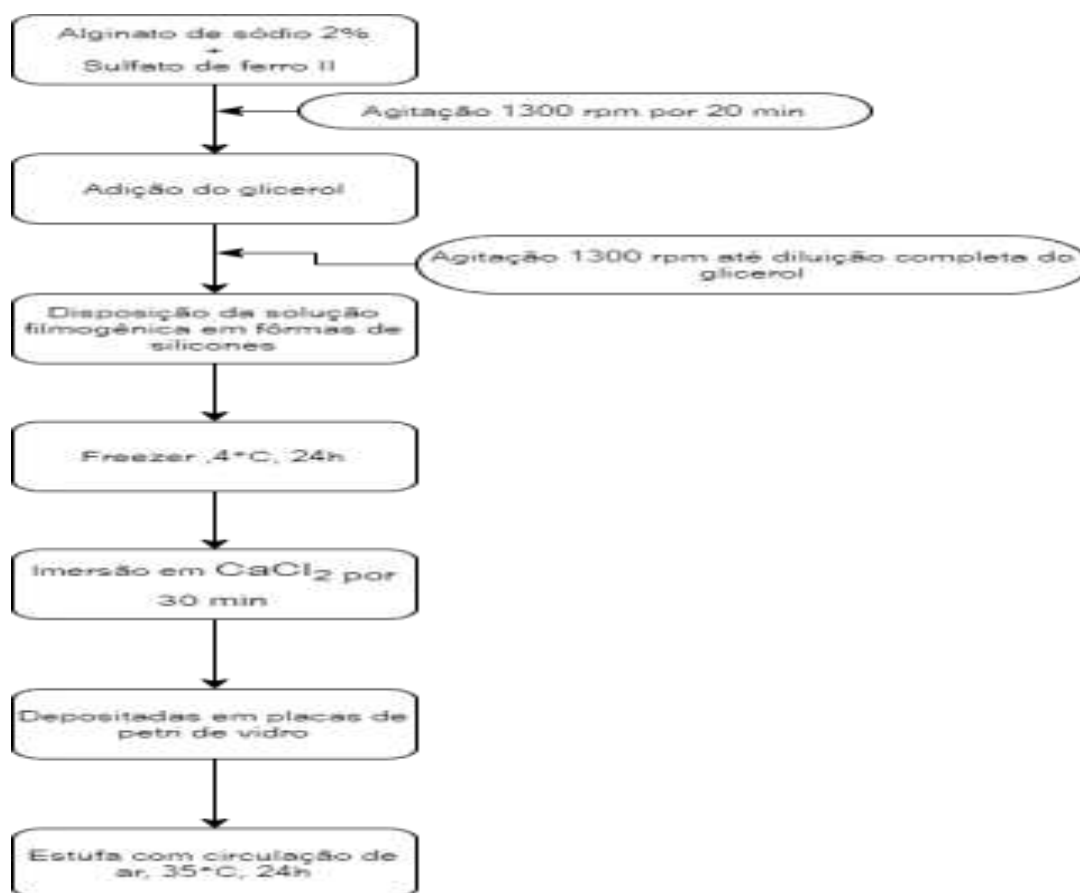 Alginato de sódio 2%
+
Sulfato de ferro II
Agitação 1300 rpm por 20 min
Adição do glicerol
Agitação 1300 rpm até diluição completa do
glicerol
Disposição da solução
filmogênica em fôrmas de
silicones
Freezer ,4°C, 24h
Imersão em CaCl₂ por
30 min
Depositadas em placas de
petri de vidro
Estufa com circulação de
ar, 35°C, 24h